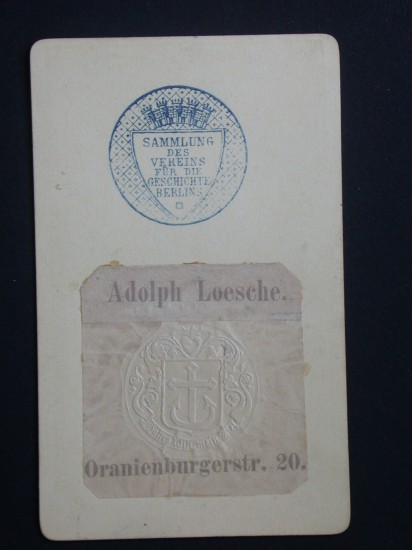 SAMMLUNG
DES
VEREINS
FÜR DIE
GESCHICHTE
BERLINS
Adolph Loesche.
Oranienburgerstr. 20.